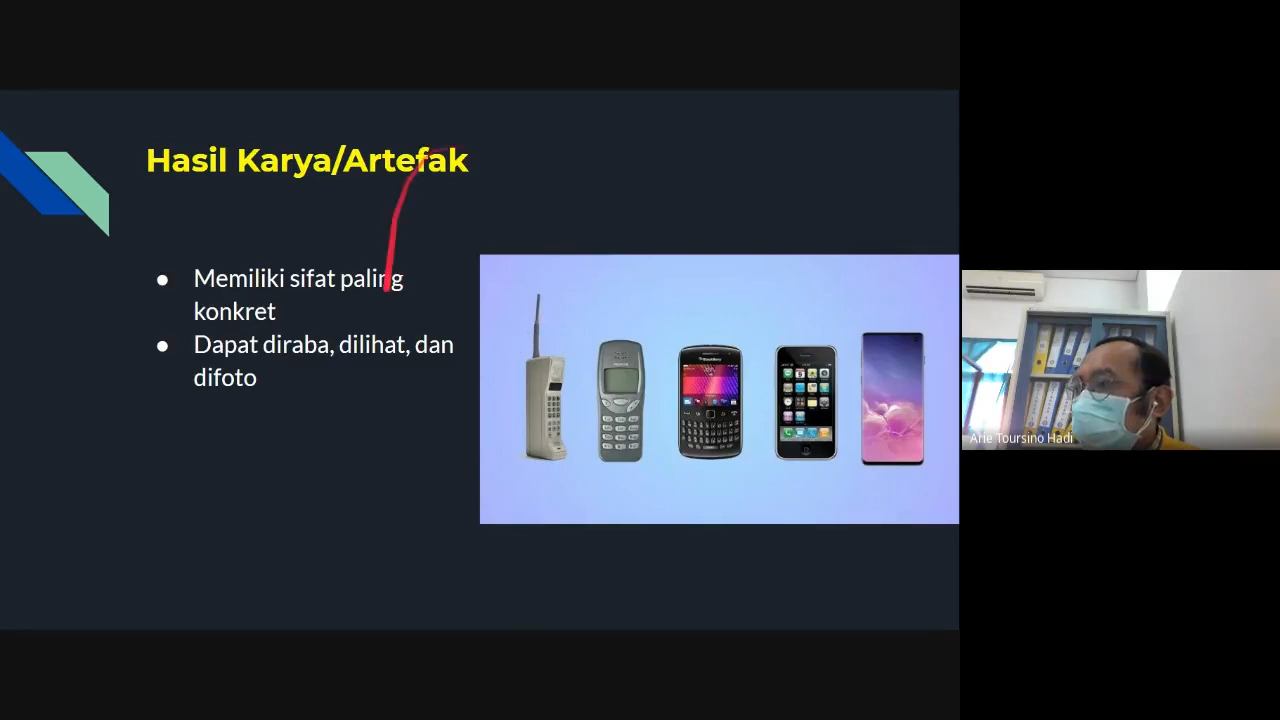 Hasil Karya/Artefak
● Memiliki sifat paling
konkret
● Dapat diraba, dilihat, dan
difoto
Arie Toursino Hadi